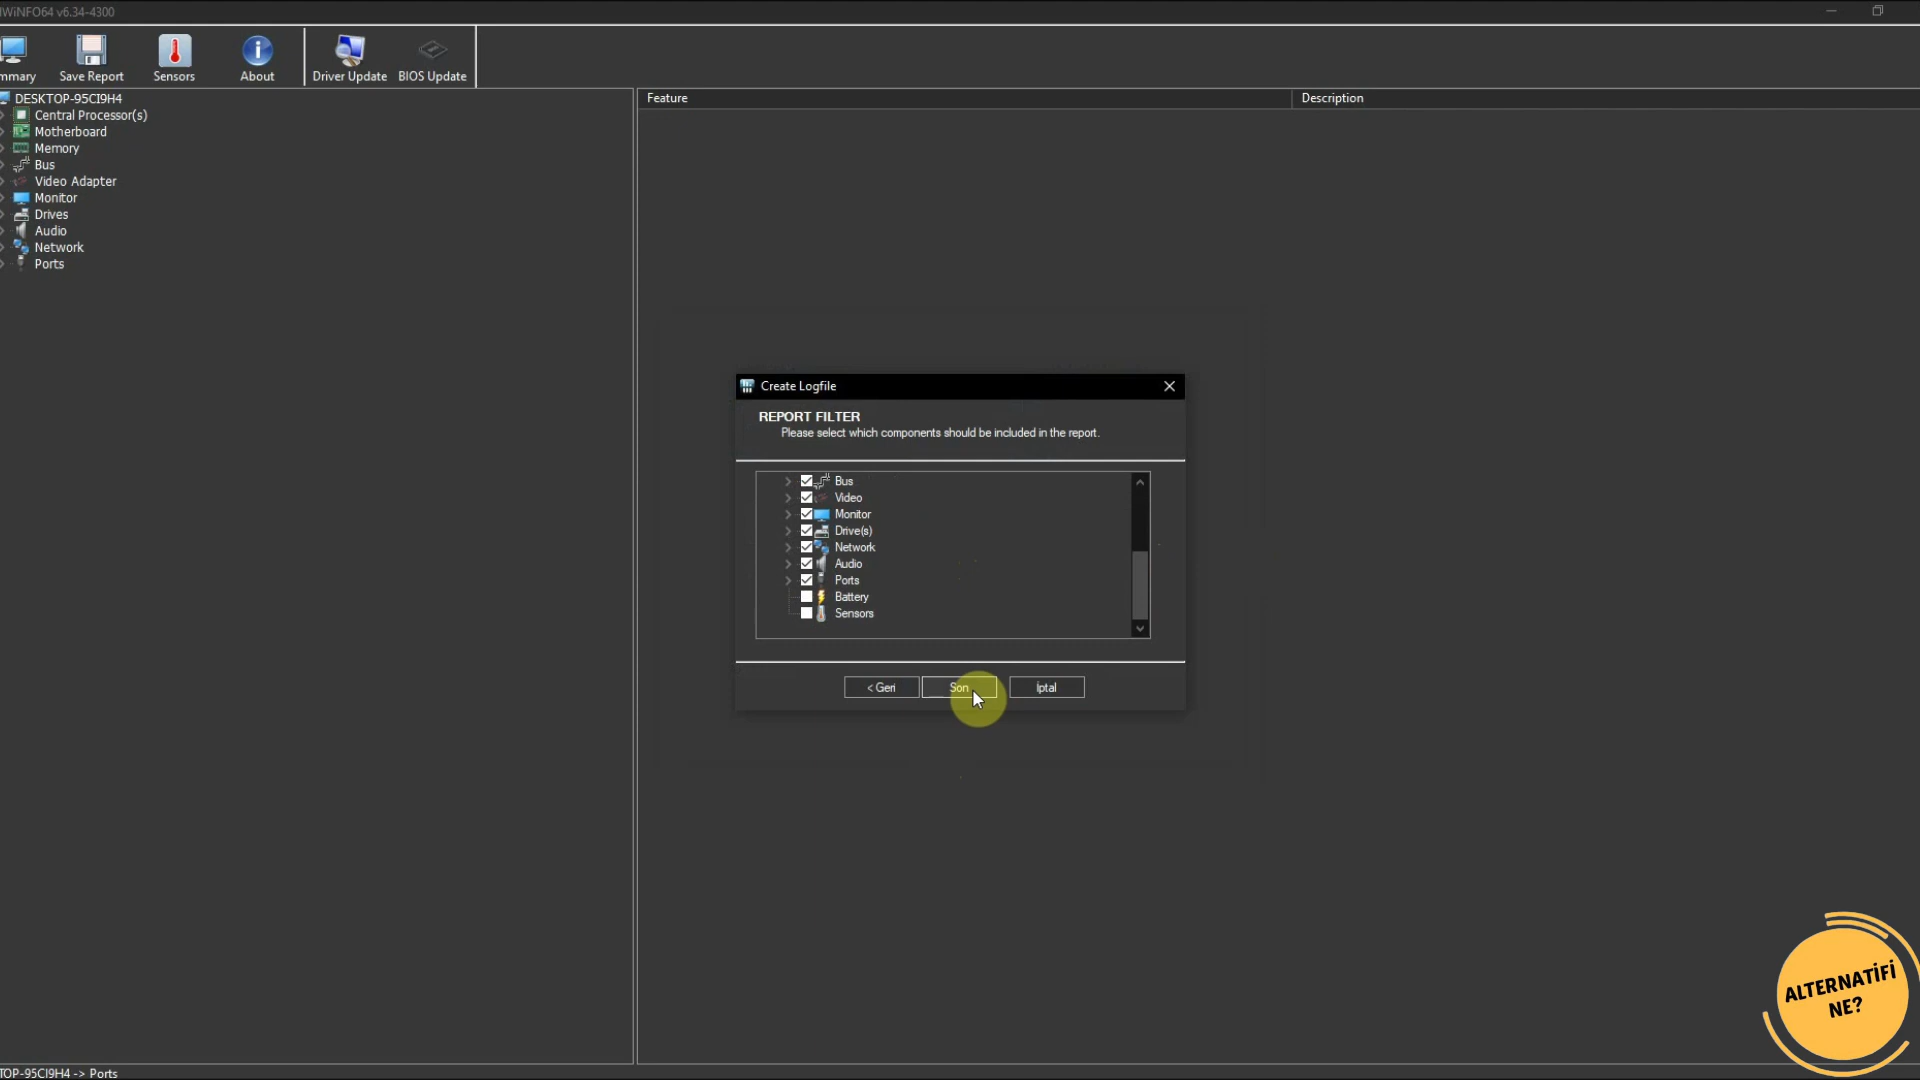 WiNFO64 v6.34-4300
mmary
Save Report
Sensors
About
Driver Update
BIOS Update
DESKTOP-95CI9H4
Central Processor(s)
Motherboard
Memory
Bus
Video Adapter
Monitor
Drives
Audio
Network
Ports
Feature
Description
Create Logfile
REPORT FILTER
Please select which components should be included in the report.
Bus
Video
Monitor
Drive(s)
Network
Audio
Ports
Battery
Sensors
< Geri
Son
İptal
ALTERNATİFİ
NE?
TOP-95CI9H4 -> Ports